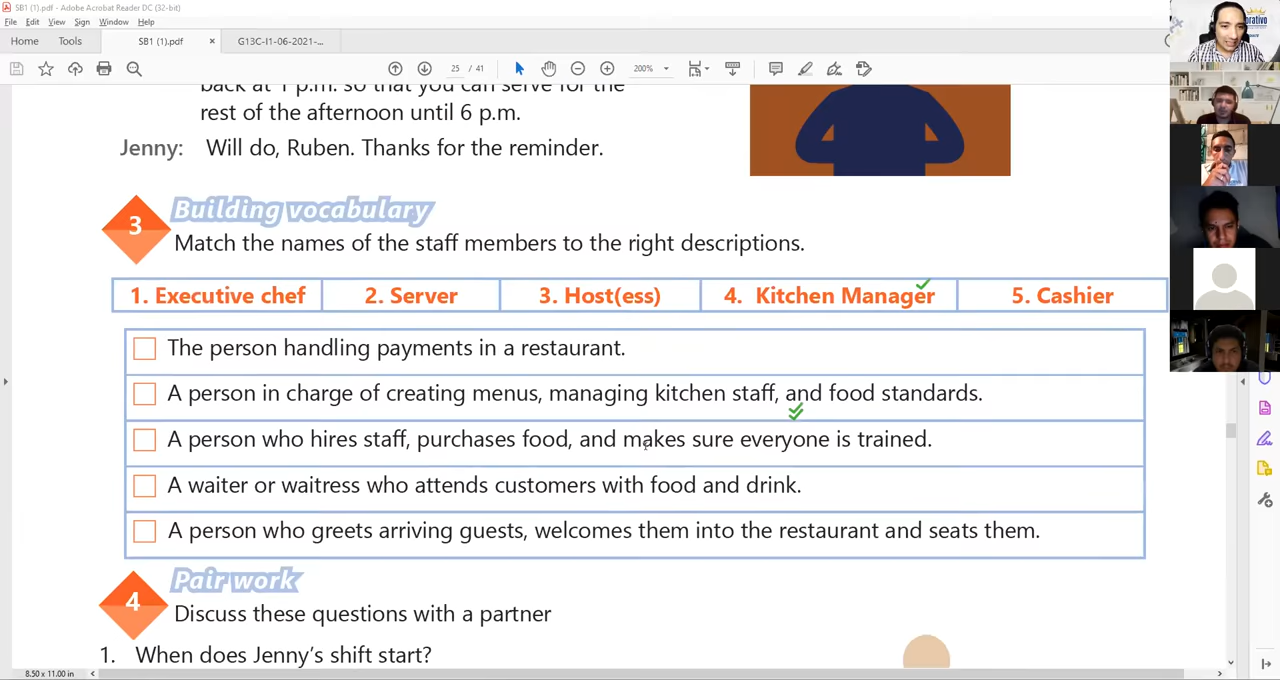 SB1 (1).pdf - Adobe Acrobat Reader DC (32-bit)
File Edit View Sign Window Help
Home Tools SB1 (1).pdf × G13C-I1-06-2021-...
25 / 41 200%
back at 1 p.m. so that you can serve for the
rest of the afternoon until 6 p.m.
Jenny: Will do, Ruben. Thanks for the reminder.
3 Building vocabulary
Match the names of the staff members to the right descriptions.
1. Executive chef 2. Server 3. Host(ess) 4. Kitchen Manager 5. Cashier
The person handling payments in a restaurant.
A person in charge of creating menus, managing kitchen staff, and food standards.
A person who hires staff, purchases food, and makes sure everyone is trained.
A waiter or waitress who attends customers with food and drink.
A person who greets arriving guests, welcomes them into the restaurant and seats them.
4 Pair work
Discuss these questions with a partner
1. When does Jenny's shift start?
8.50 x 11.00 in